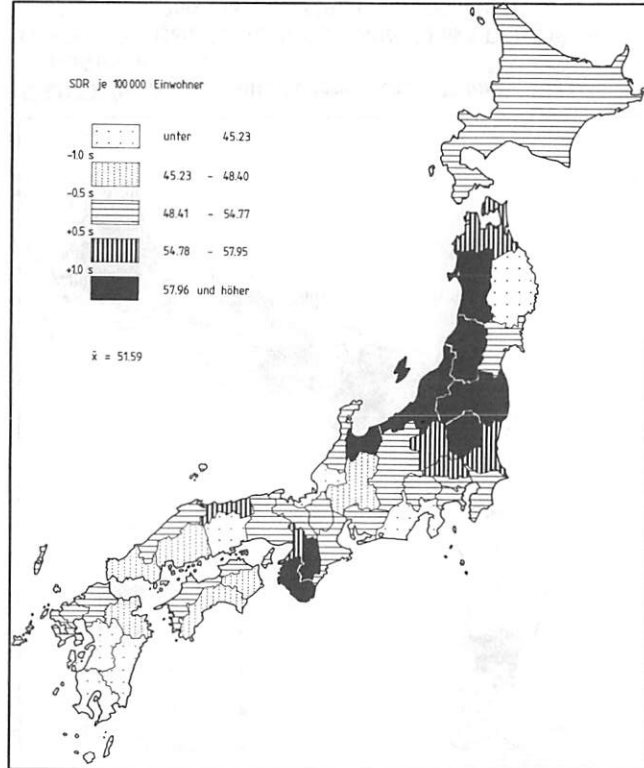 SDR je 100 000 Einwohner
unter 45.23
-1.0 s
45.23 - 48.40
-0.5 s
48.41 - 54.77
+0.5 s
54.78 - 57.95
+1.0 s
57.96 und höher
x̄ = 51.59